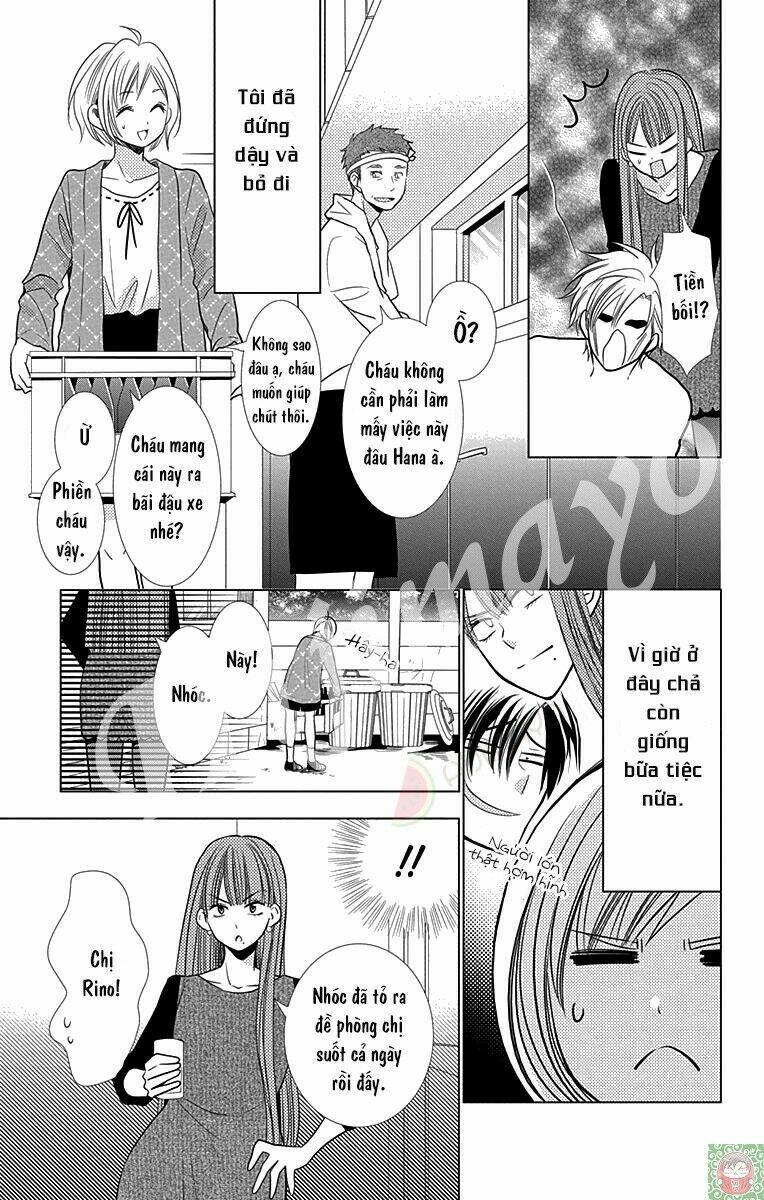 Tiền
bối!?
Tôi đã
đứng
dậy và
bỏ đi
Ồ?
Cháu không
cần phải làm
mấy việc này
đâu Hana à.
Không sao
đâu ạ, cháu
muốn giúp
chút thôi.
Cháu mang
cái này ra
bãi đậu xe
nhé?
Ừ
Phiền
cháu
vậy.
Vì giờ ở
đây chả
còn
giống
bữa tiệc
nữa.
Người lớn
thật hợm hĩnh
Hây-ha
Này!
Nhóc.
!!
Nhóc đã tỏ ra
đề phòng chị
suốt cả ngày
rồi đấy.
Chị
Rino!